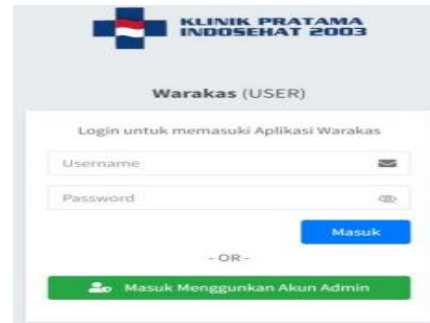 KLINIK PRATAMA
INDOSEHAT 2003
Warakas (USER)
Login untuk memasuki Aplikasi Warakas
Username
Password
Masuk
- OR -
Masuk Menggunkan Akun Admin